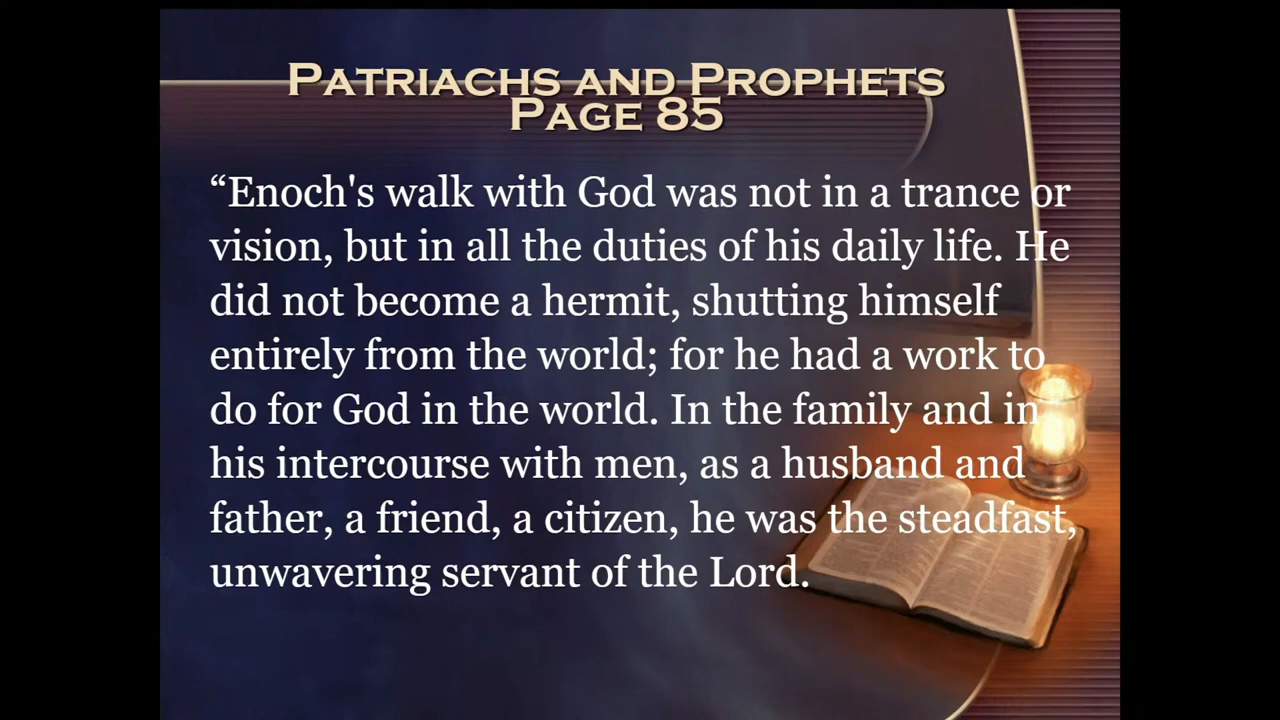 Patriachs and Prophets
Page 85
“Enoch's walk with God was not in a trance or
vision, but in all the duties of his daily life. He
did not become a hermit, shutting himself
entirely from the world; for he had a work to
do for God in the world. In the family and in
his intercourse with men, as a husband and
father, a friend, a citizen, he was the steadfast,
unwavering servant of the Lord.